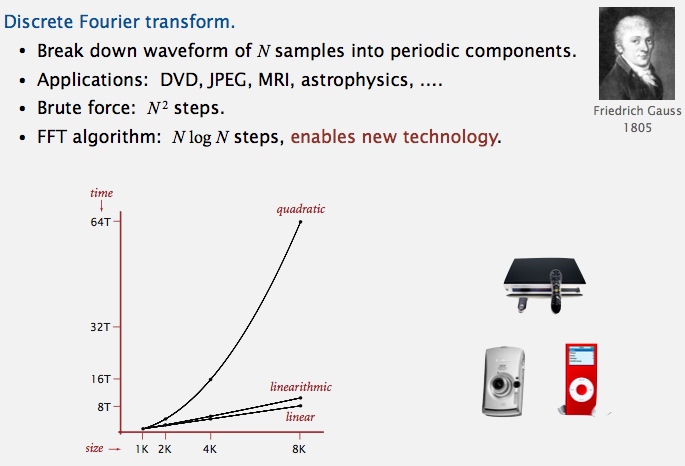 Discrete Fourier transform.
• Break down waveform of N samples into periodic components.
• Applications: DVD, JPEG, MRI, astrophysics, ....
• Brute force: N² steps.
• FFT algorithm: N log N steps, enables new technology.
Friedrich Gauss
1805
time
↓
quadratic
64T
32T
16T
linearithmic
8T
linear
size → 1K 2K 4K 8K